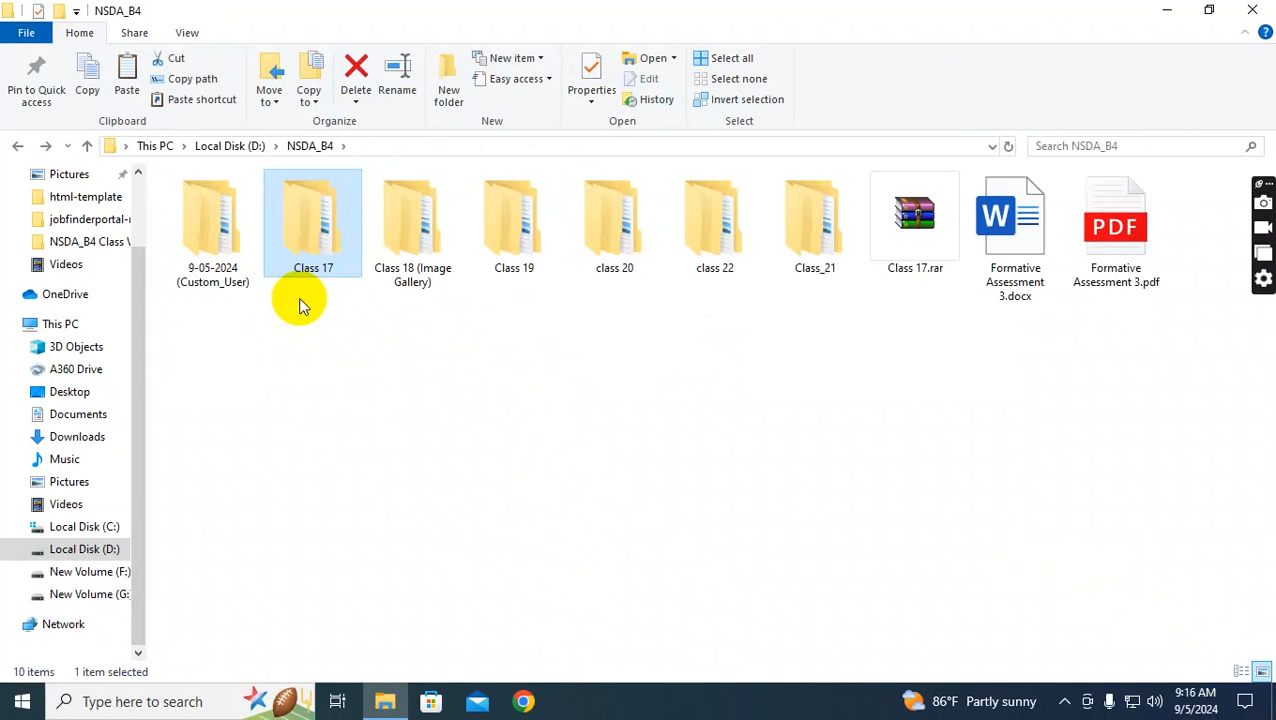 NSDA_B4
File
Home
Share
View
Pin to Quick
access
Copy
Paste
Cut
Copy path
Paste shortcut
Clipboard
Move
to
Copy
to
Delete
Rename
Organize
New
folder
New item
Easy access
New
Properties
Open
Edit
History
Open
Select all
Select none
Invert selection
Select
This PC
Local Disk (D:)
NSDA_B4
Search NSDA_B4
Pictures
html-template
jobfinderportal-
NSDA_B4 Class
Videos
OneDrive
This PC
3D Objects
A360 Drive
Desktop
Documents
Downloads
Music
Pictures
Videos
Local Disk (C:)
Local Disk (D:)
New Volume (F:)
New Volume (G:
Network
9-05-2024
(Custom_User)
Class 17
Class 18 (Image
Gallery)
Class 19
class 20
class 22
Class_21
Class 17.rar
W
Formative
Assessment
3.docx
PDF
Formative
Assessment 3.pdf
10 items
1 item selected
Type here to search
86°F Partly sunny
9:16 AM
9/5/2024